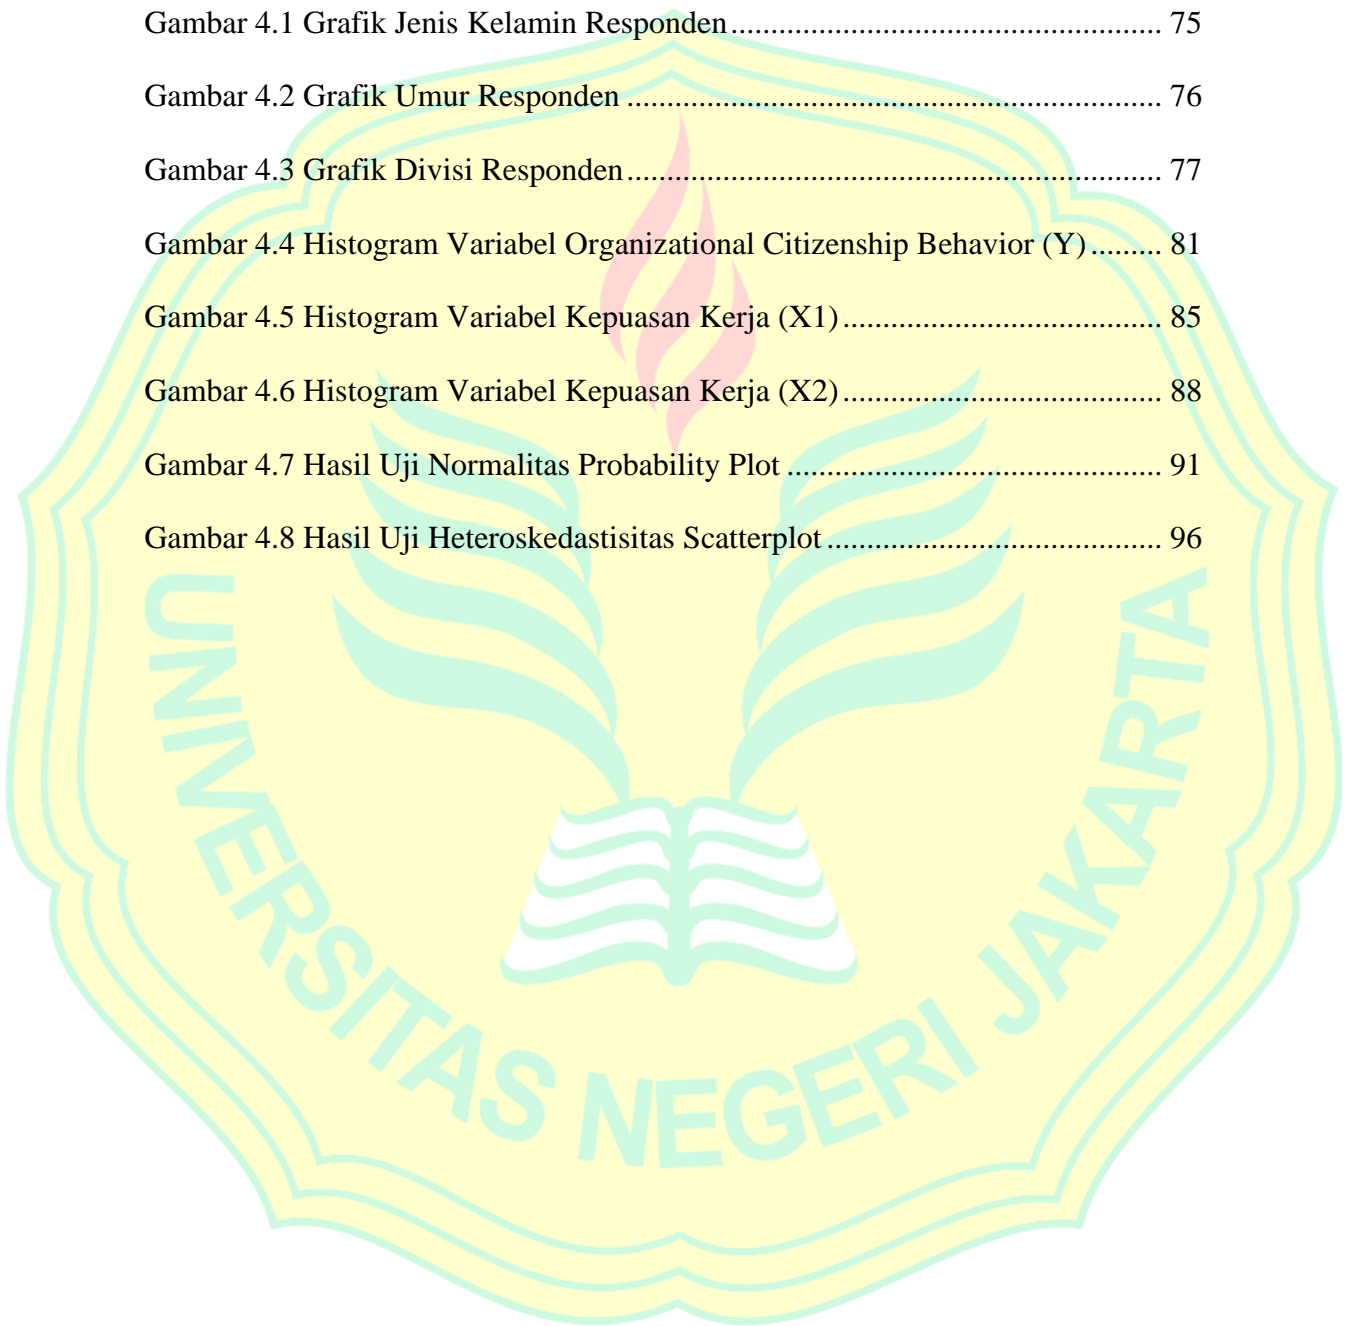 Gambar 4.1 Grafik Jenis Kelamin Responden........................................................ 75
Gambar 4.2 Grafik Umur Responden ..................................................................... 76
Gambar 4.3 Grafik Divisi Responden..................................................................... 77
Gambar 4.4 Histogram Variabel Organizational Citizenship Behavior (Y)......... 81
Gambar 4.5 Histogram Variabel Kepuasan Kerja (X1)......................................... 85
Gambar 4.6 Histogram Variabel Kepuasan Kerja (X2)......................................... 88
Gambar 4.7 Hasil Uji Normalitas Probability Plot ................................................ 91
Gambar 4.8 Hasil Uji Heteroskedastisitas Scatterplot........................................... 96
UNIVERSITAS NEGERI JAKARTA